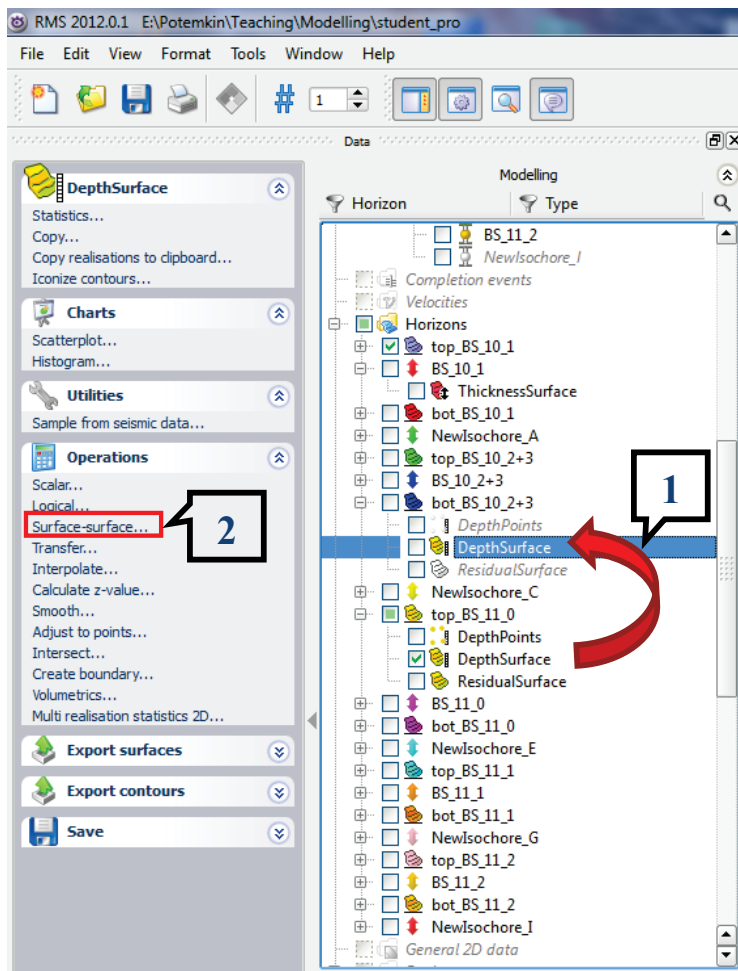 RMS 2012.0.1 E:\Potemkin\Teaching\Modelling\student_pro
File Edit View Format Tools Window Help
1
Data
DepthSurface
Statistics...
Copy...
Copy realisations to clipboard...
Iconize contours...
Charts
Scatterplot...
Histogram...
Utilities
Sample from seismic data...
Operations
Scalar...
Logical...
Surface-surface...
2
Transfer...
Interpolate...
Calculate z-value...
Smooth...
Adjust to points...
Intersect...
Create boundary...
Volumetrics...
Multi realisation statistics 2D...
Export surfaces
Export contours
Save
Modelling
Horizon Type
BS_11_2
NewIsochore_I
Completion events
Velocities
Horizons
top_BS_10_1
BS_10_1
ThicknessSurface
bot_BS_10_1
NewIsochore_A
top_BS_10_2+3
BS_10_2+3
1
bot_BS_10_2+3
DepthPoints
DepthSurface
ResidualSurface
NewIsochore_C
top_BS_11_0
DepthPoints
DepthSurface
ResidualSurface
BS_11_0
bot_BS_11_0
NewIsochore_E
top_BS_11_1
BS_11_1
bot_BS_11_1
NewIsochore_G
top_BS_11_2
BS_11_2
bot_BS_11_2
NewIsochore_I
General 2D data